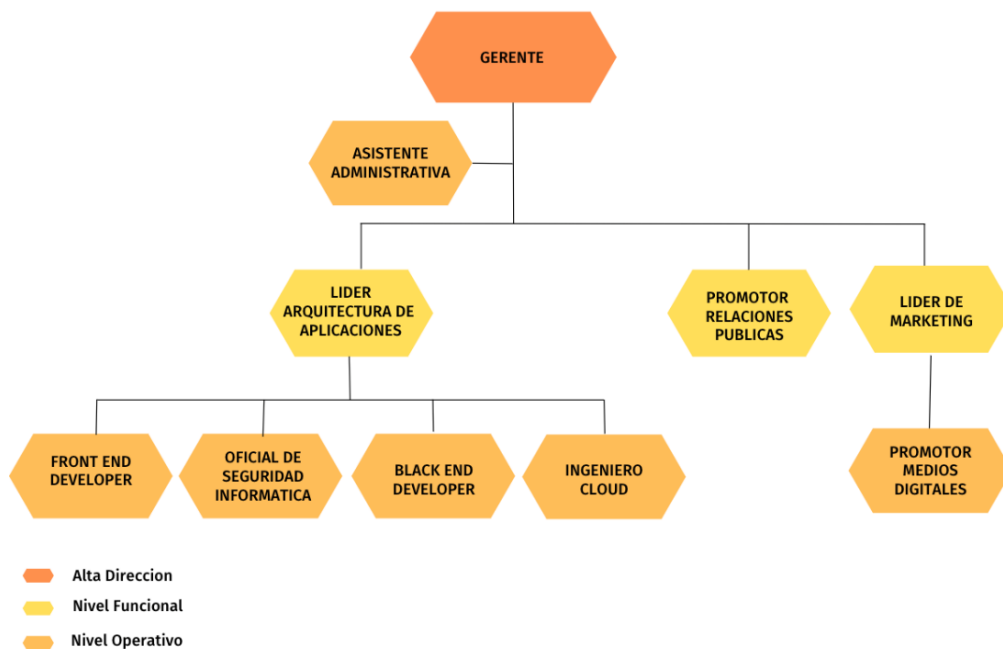 GERENTE
ASISTENTE
ADMINISTRATIVA
LIDER
ARQUITECTURA DE
APLICACIONES
PROMOTOR
RELACIONES
PUBLICAS
LIDER DE
MARKETING
FRONT END
DEVELOPER
OFICIAL DE
SEGURIDAD
INFORMATICA
BLACK END
DEVELOPER
INGENIERO
CLOUD
PROMOTOR
MEDIOS
DIGITALES
Alta Direccion
Nivel Funcional
Nivel Operativo